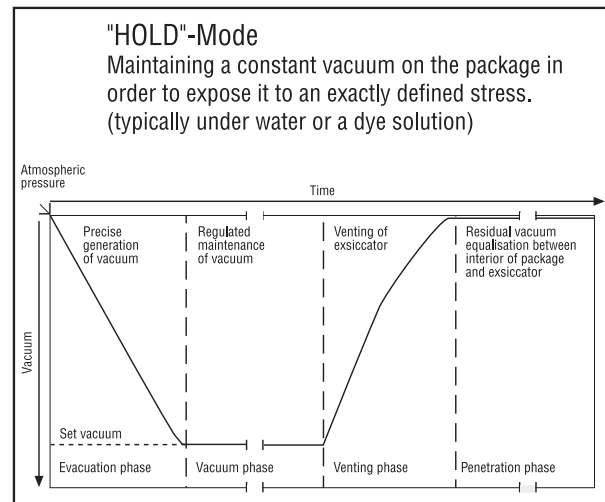 "HOLD"-Mode
Maintaining a constant vacuum on the package in
order to expose it to an exactly defined stress.
(typically under water or a dye solution)
Atmospheric
pressure
Time
Precise
generation
of vacuum
Regulated
maintenance
of vacuum
Venting of
exsiccator
Residual vacuum
equalisation between
interior of package
and exsiccator
Vacuum
Set vacuum
Evacuation phase
Vacuum phase
Venting phase
Penetration phase